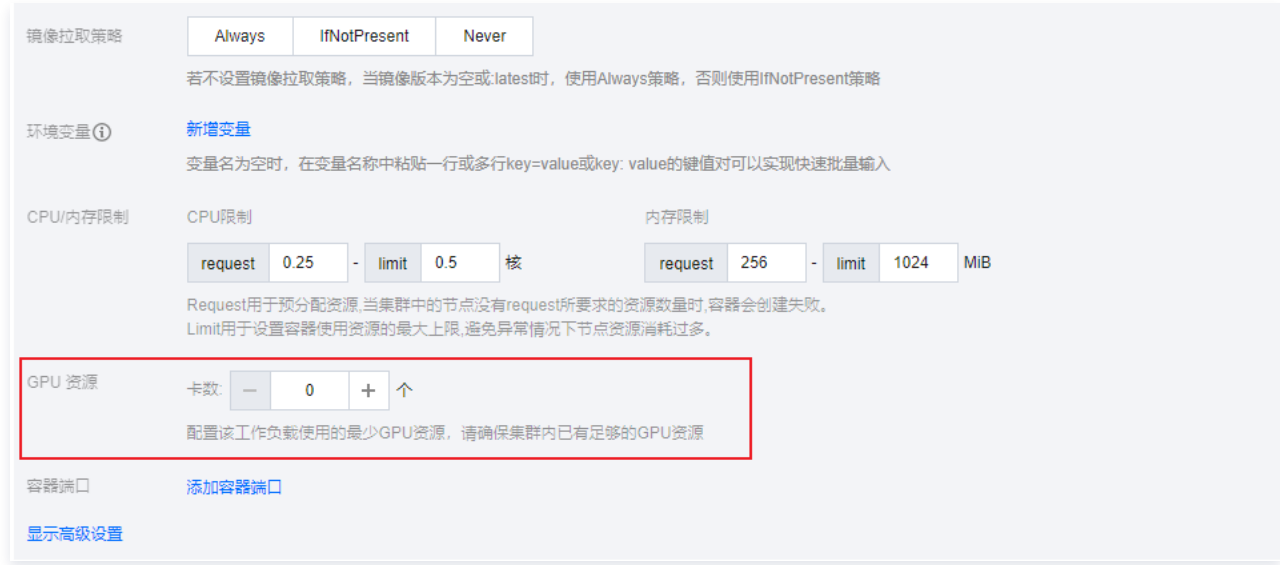 镜像拉取策略 Always IfNotPresent Never
若不设置镜像拉取策略，当镜像版本为空或:latest时，使用Always策略，否则使用IfNotPresent策略
环境变量 新增变量
变量名为空时，在变量名称中粘贴一行或多行key=value或key: value的键值对可以实现快速批量输入
CPU/内存限制 CPU限制 内存限制
request 0.25 - limit 0.5 核 request 256 - limit 1024 MiB
Request用于预分配资源,当集群中的节点没有request所要求的资源数量时,容器会创建失败。
Limit用于设置容器使用资源的最大上限,避免异常情况下节点资源消耗过多。
GPU 资源 卡数: － 0 + 个
配置该工作负载使用的最少GPU资源，请确保集群内已有足够的GPU资源
容器端口 添加容器端口
显示高级设置